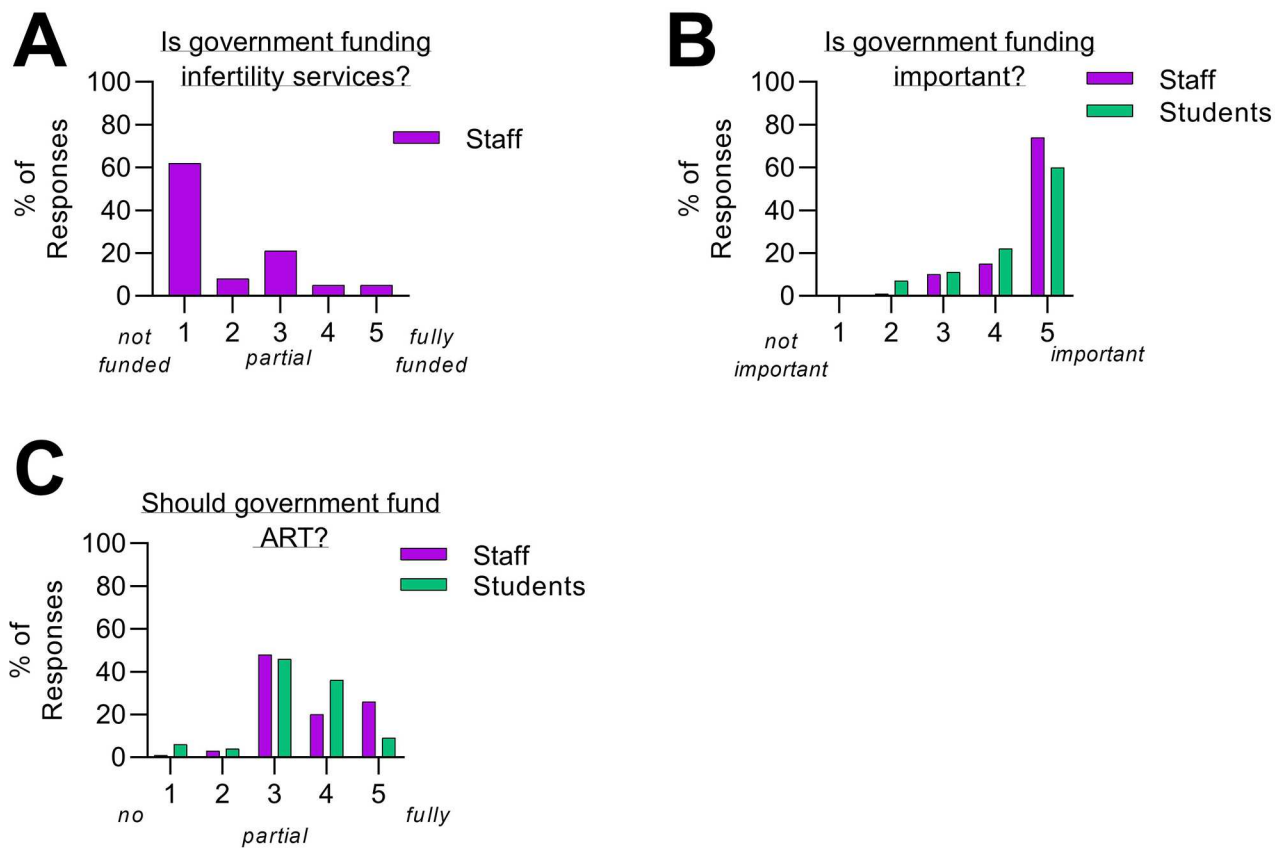 A
Is government funding
infertility services?
100
80
60
40
20
0
% of
Responses
Staff
1 2 3 4 5
not
funded
partial
fully
funded
B
Is government funding
important?
100
80
60
40
20
0
% of
Responses
Staff
Students
1 2 3 4 5
not
important
important
C
Should government fund
ART?
100
80
60
40
20
0
% of
Responses
Staff
Students
1 2 3 4 5
no
partial
fully